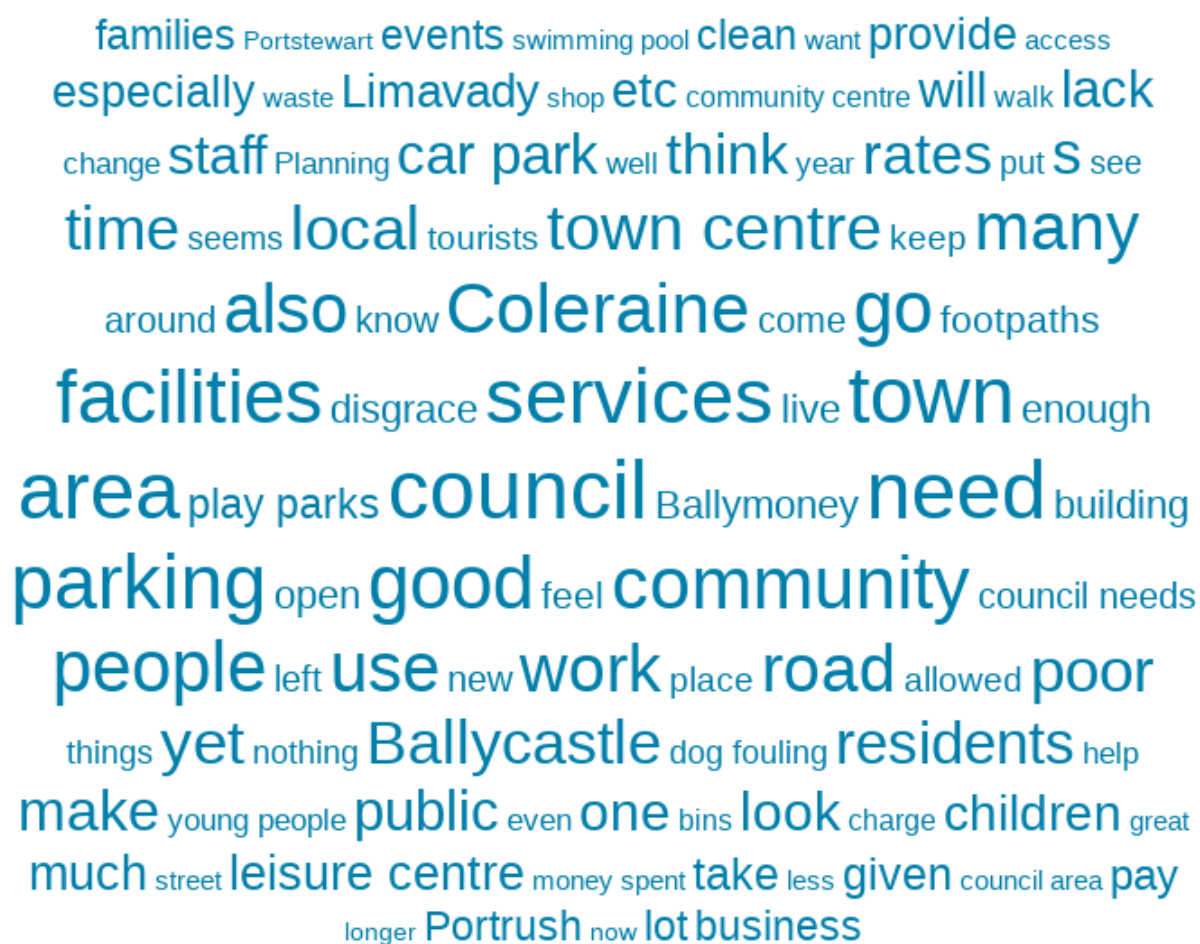 families Portstewart events swimming pool clean want provide access
especially waste Limavady shop etc community centre will walk lack
change staff Planning car park well think year rates put s see
time seems local tourists town centre keep many
around also know Coleraine come go footpaths
facilities disgrace services live town enough
area play parks council Ballymoney need building
parking open good feel community council needs
people left use new work place road allowed poor
things yet nothing Ballycastle dog fouling residents help
make young people public even one bins look charge children great
much street leisure centre money spent take less given council area pay
longer Portrush now lot business